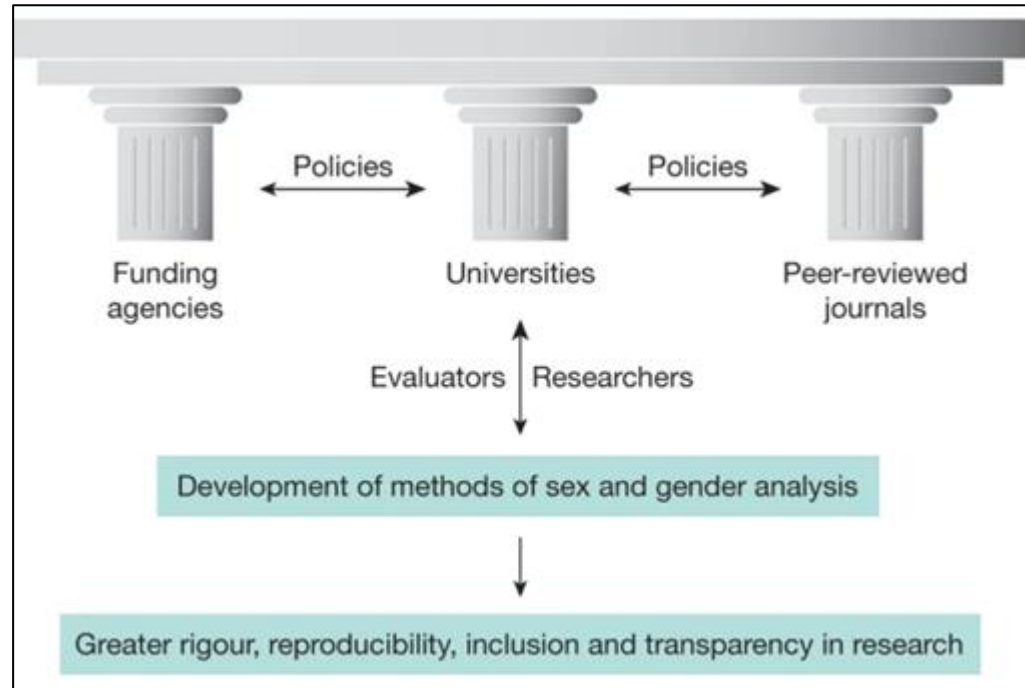 Policies
Policies
Funding
agencies
Universities
Peer-reviewed
journals
Evaluators
Researchers
Development of methods of sex and gender analysis
Greater rigour, reproducibility, inclusion and transparency in research